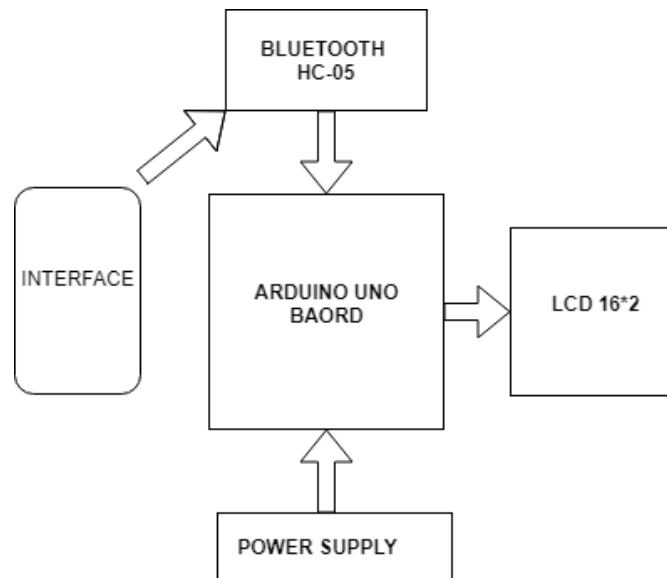 BLUETOOTH
HC-05
INTERFACE
ARDUINO UNO
BAORD
LCD 16*2
POWER SUPPLY